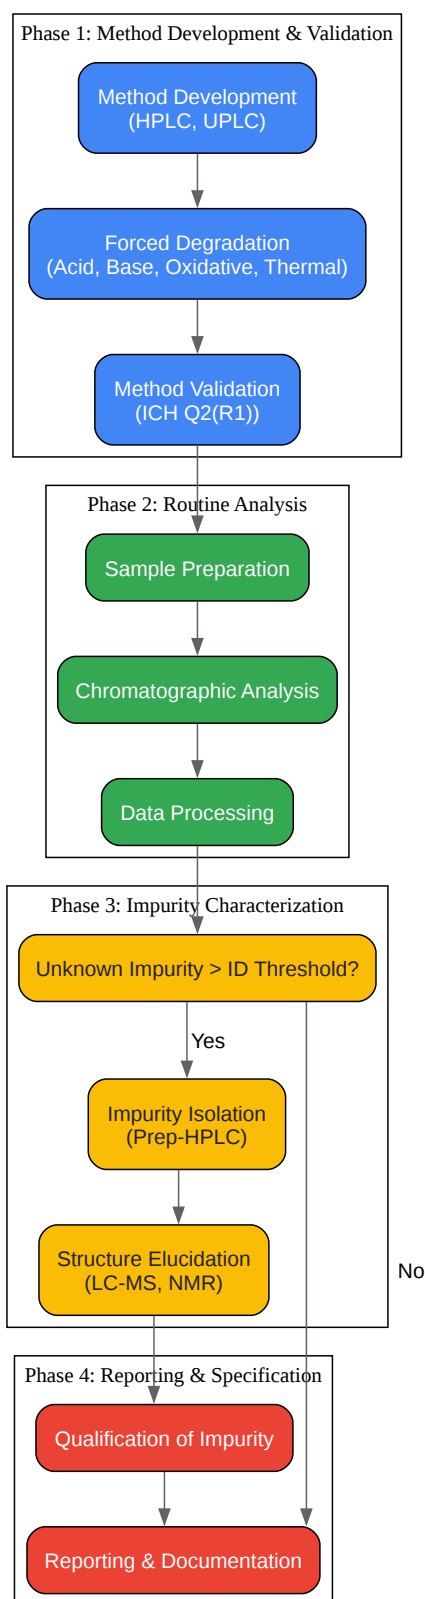 Phase 1: Method Development & Validation
Method Development
(HPLC, UPLC)
Forced Degradation
(Acid, Base, Oxidative, Thermal)
Method Validation
(ICH Q2(R1))
Phase 2: Routine Analysis
Sample Preparation
Chromatographic Analysis
Data Processing
Phase 3: Impurity Characterization
Unknown Impurity > ID Threshold?
Yes
Impurity Isolation
(Prep-HPLC)
Structure Elucidation
(LC-MS, NMR)
No
Phase 4: Reporting & Specification
Qualification of Impurity
Reporting & Documentation